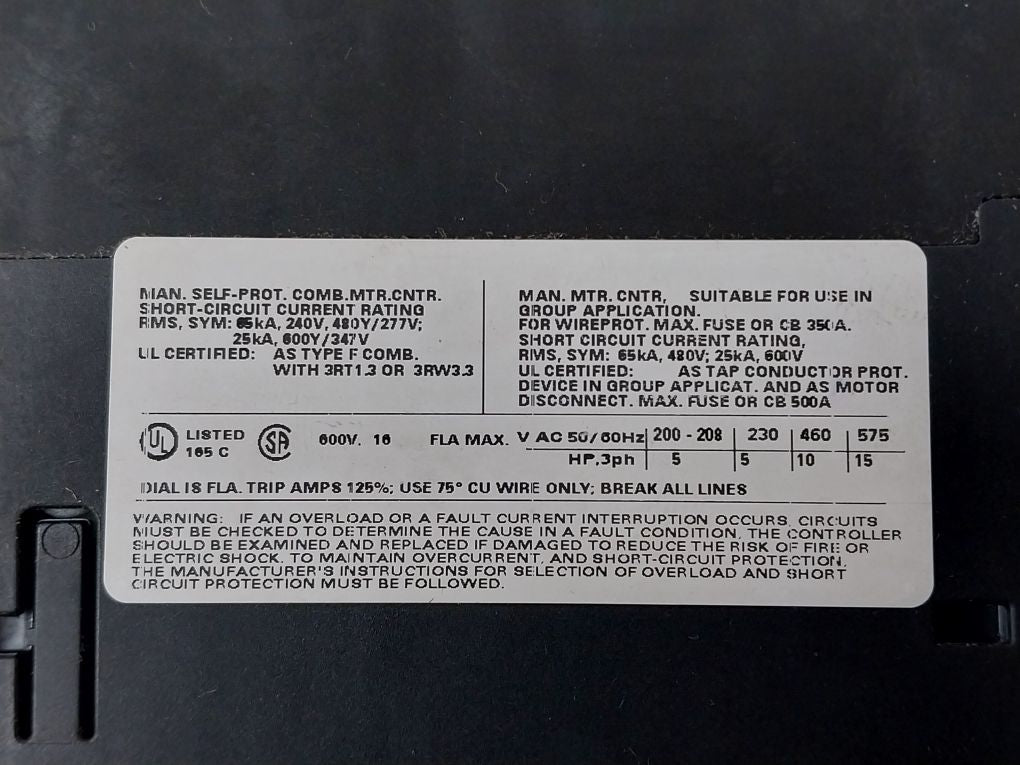 MAN. SELF-PROT. COMB.MTR.CNTR.
SHORT-CIRCUIT CURRENT RATING
RMS, SYM: 65kA, 240V, 480Y/277V;
25kA, 600Y/347V
UL CERTIFIED: AS TYPE F COMB.
WITH 3RT1.3 OR 3RW3.3
MAN. MTR. CNTR, SUITABLE FOR USE IN
GROUP APPLICATION.
FOR WIREPROT. MAX. FUSE OR CB 350A.
SHORT CIRCUIT CURRENT RATING,
RMS, SYM: 65kA, 480V; 25kA, 600V
UL CERTIFIED: AS TAP CONDUCTOR PROT.
DEVICE IN GROUP APPLICAT. AND AS MOTOR
DISCONNECT. MAX. FUSE OR CB 500A
UL LISTED 165 C SA 600V. 16 FLA MAX. V AC 50/60Hz 200 - 208 230 460 575
HP,3ph 5 5 10 15
DIAL IS FLA. TRIP AMPS 125%; USE 75° CU WIRE ONLY; BREAK ALL LINES
WARNING: IF AN OVERLOAD OR A FAULT CURRENT INTERRUPTION OCCURS, CIRCUITS
MUST BE CHECKED TO DETERMINE THE CAUSE IN A FAULT CONDITION, THE CONTROLLER
SHOULD BE EXAMINED AND REPLACED IF DAMAGED TO REDUCE THE RISK OF FIRE OR
ELECTRIC SHOCK. TO MAINTAIN OVERCURRENT, AND SHORT-CIRCUIT PROTECTION,
THE MANUFACTURER'S INSTRUCTIONS FOR SELECTION OF OVERLOAD AND SHORT
CIRCUIT PROTECTION MUST BE FOLLOWED.